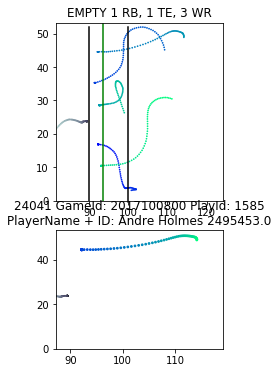 EMPTY 1 RB, 1 TE, 3 WR
50
40
30
20
10
0
90 100 110 120
24041 GameId: 2017100800 PlayId: 1585
PlayerName + ID: Andre Holmes 2495453.0
40
20
0
90 100 110